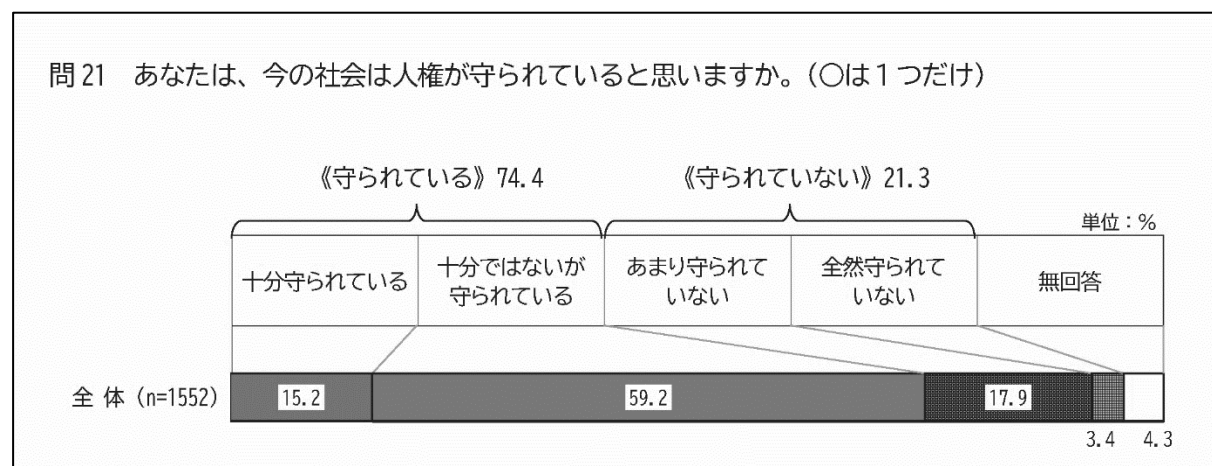 問21 あなたは、今の社会は人権が守られていると思いますか。（○は１つだけ）
《守られている》74.4 《守られていない》21.3
単位：%
十分守られている
十分ではないが
守られている
あまり守られて
いない
全然守られて
いない
無回答
全 体 (n=1552) 15.2 59.2 17.9
3.4 4.3